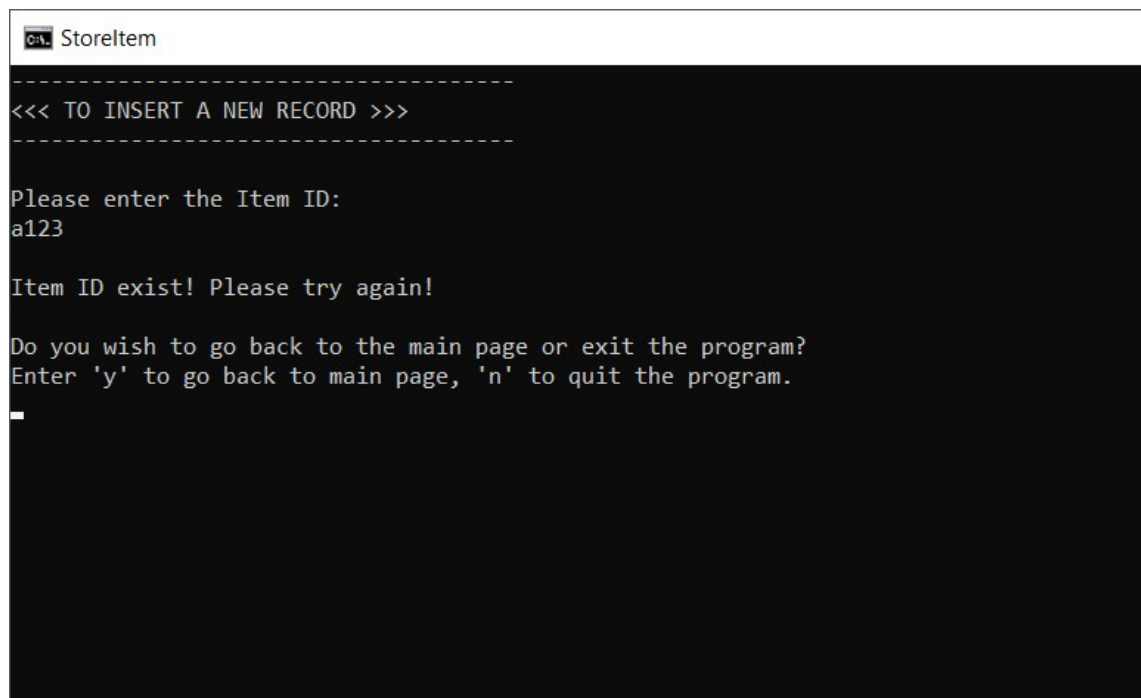 StoreItem
---------------------------------------
<<< TO INSERT A NEW RECORD >>>
---------------------------------------
Please enter the Item ID:
a123
Item ID exist! Please try again!
Do you wish to go back to the main page or exit the program?
Enter 'y' to go back to main page, 'n' to quit the program.